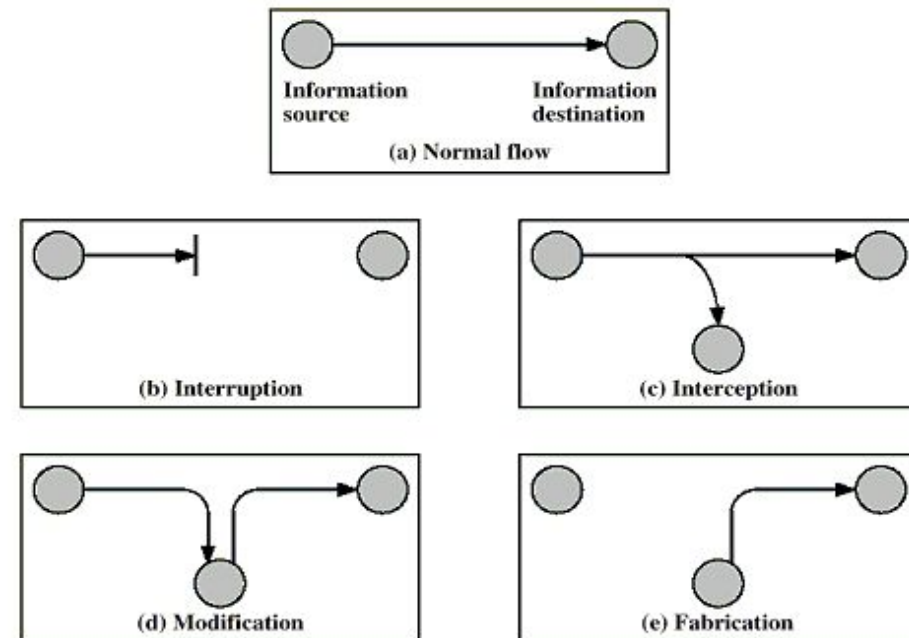 Information source
Information destination
(a) Normal flow
(b) Interruption
(c) Interception
(d) Modification
(e) Fabrication